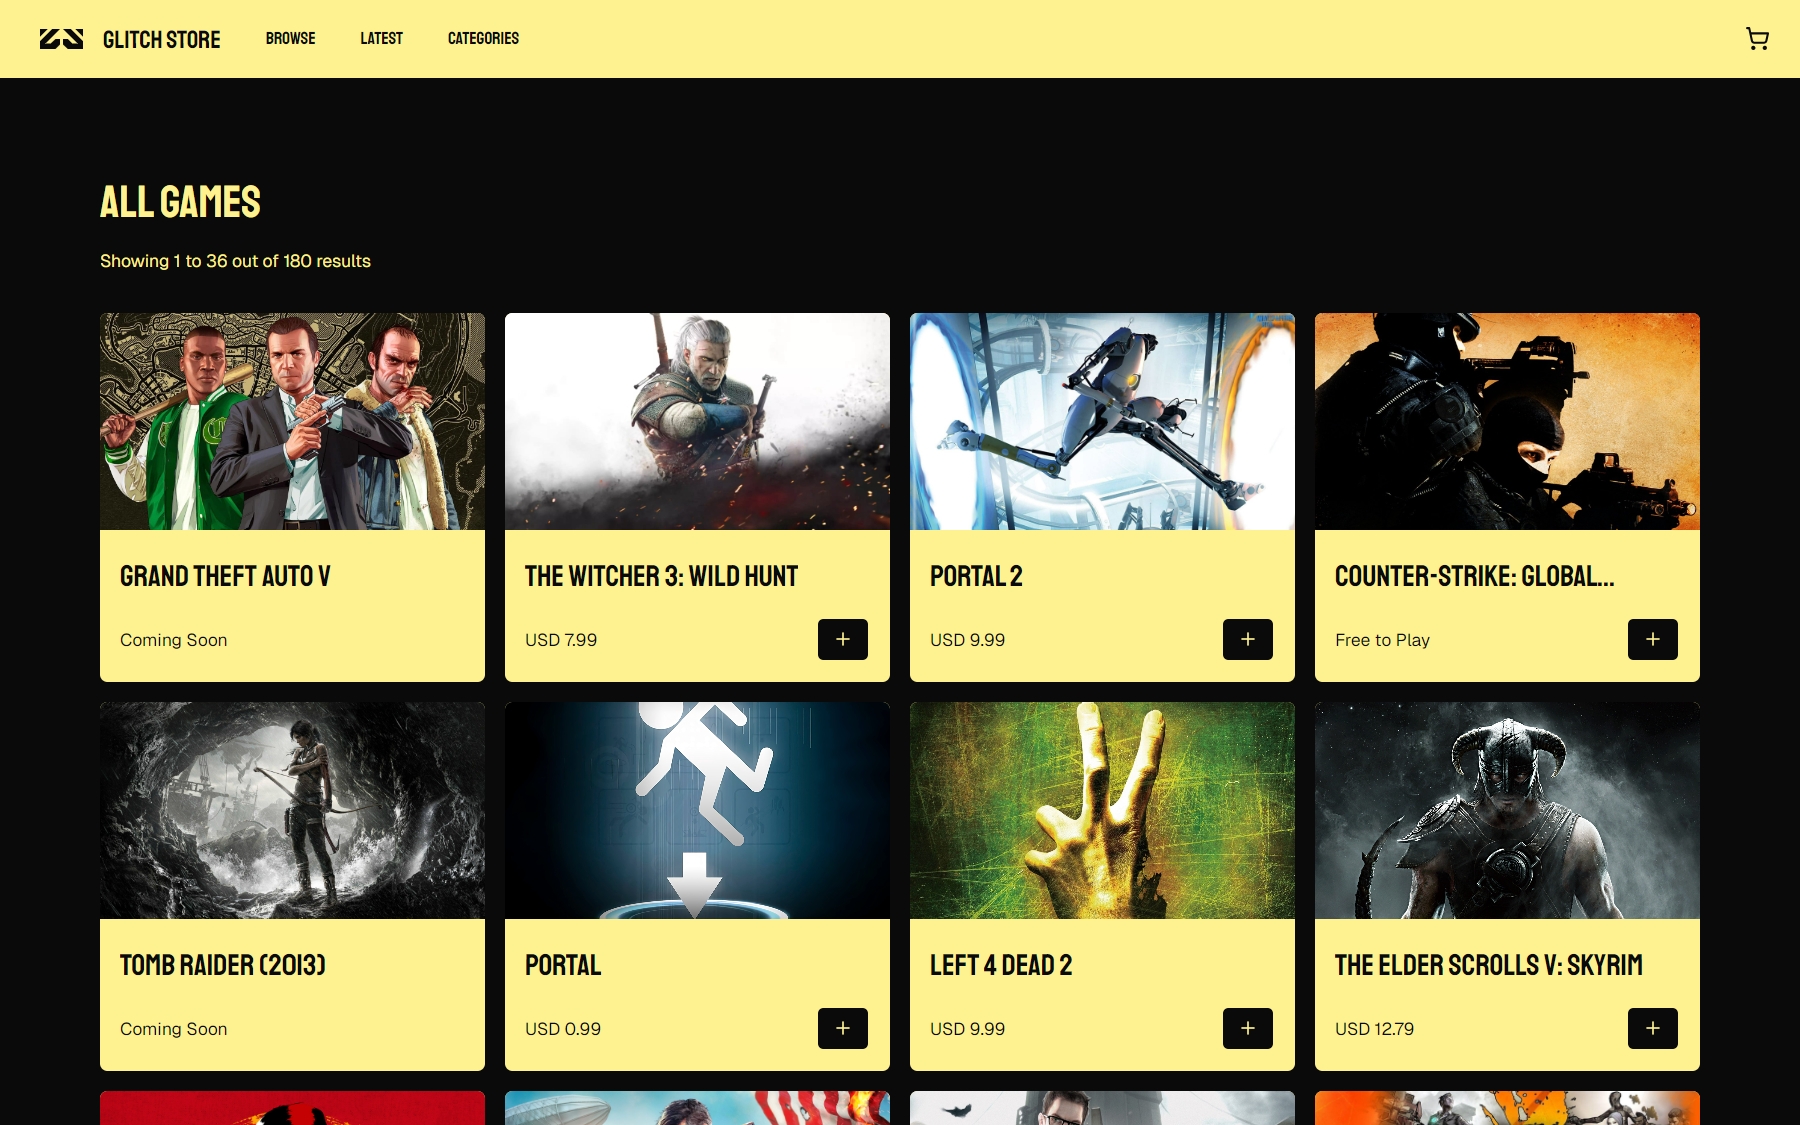 GLITCH STORE
BROWSE
LATEST
CATEGORIES
ALL GAMES
Showing 1 to 36 out of 180 results
GRAND THEFT AUTO V
Coming Soon
THE WITCHER 3: WILD HUNT
USD 7.99
PORTAL 2
USD 9.99
COUNTER-STRIKE: GLOBAL...
Free to Play
TOMB RAIDER (2013)
Coming Soon
PORTAL
USD 0.99
LEFT 4 DEAD 2
USD 9.99
THE ELDER SCROLLS V: SKYRIM
USD 12.79